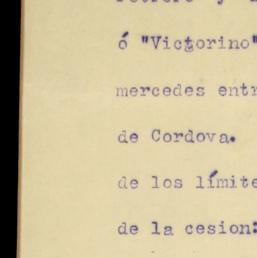 ó "Victorino"
mercedes entr
de Cordova.
de los límite
de la cesion: